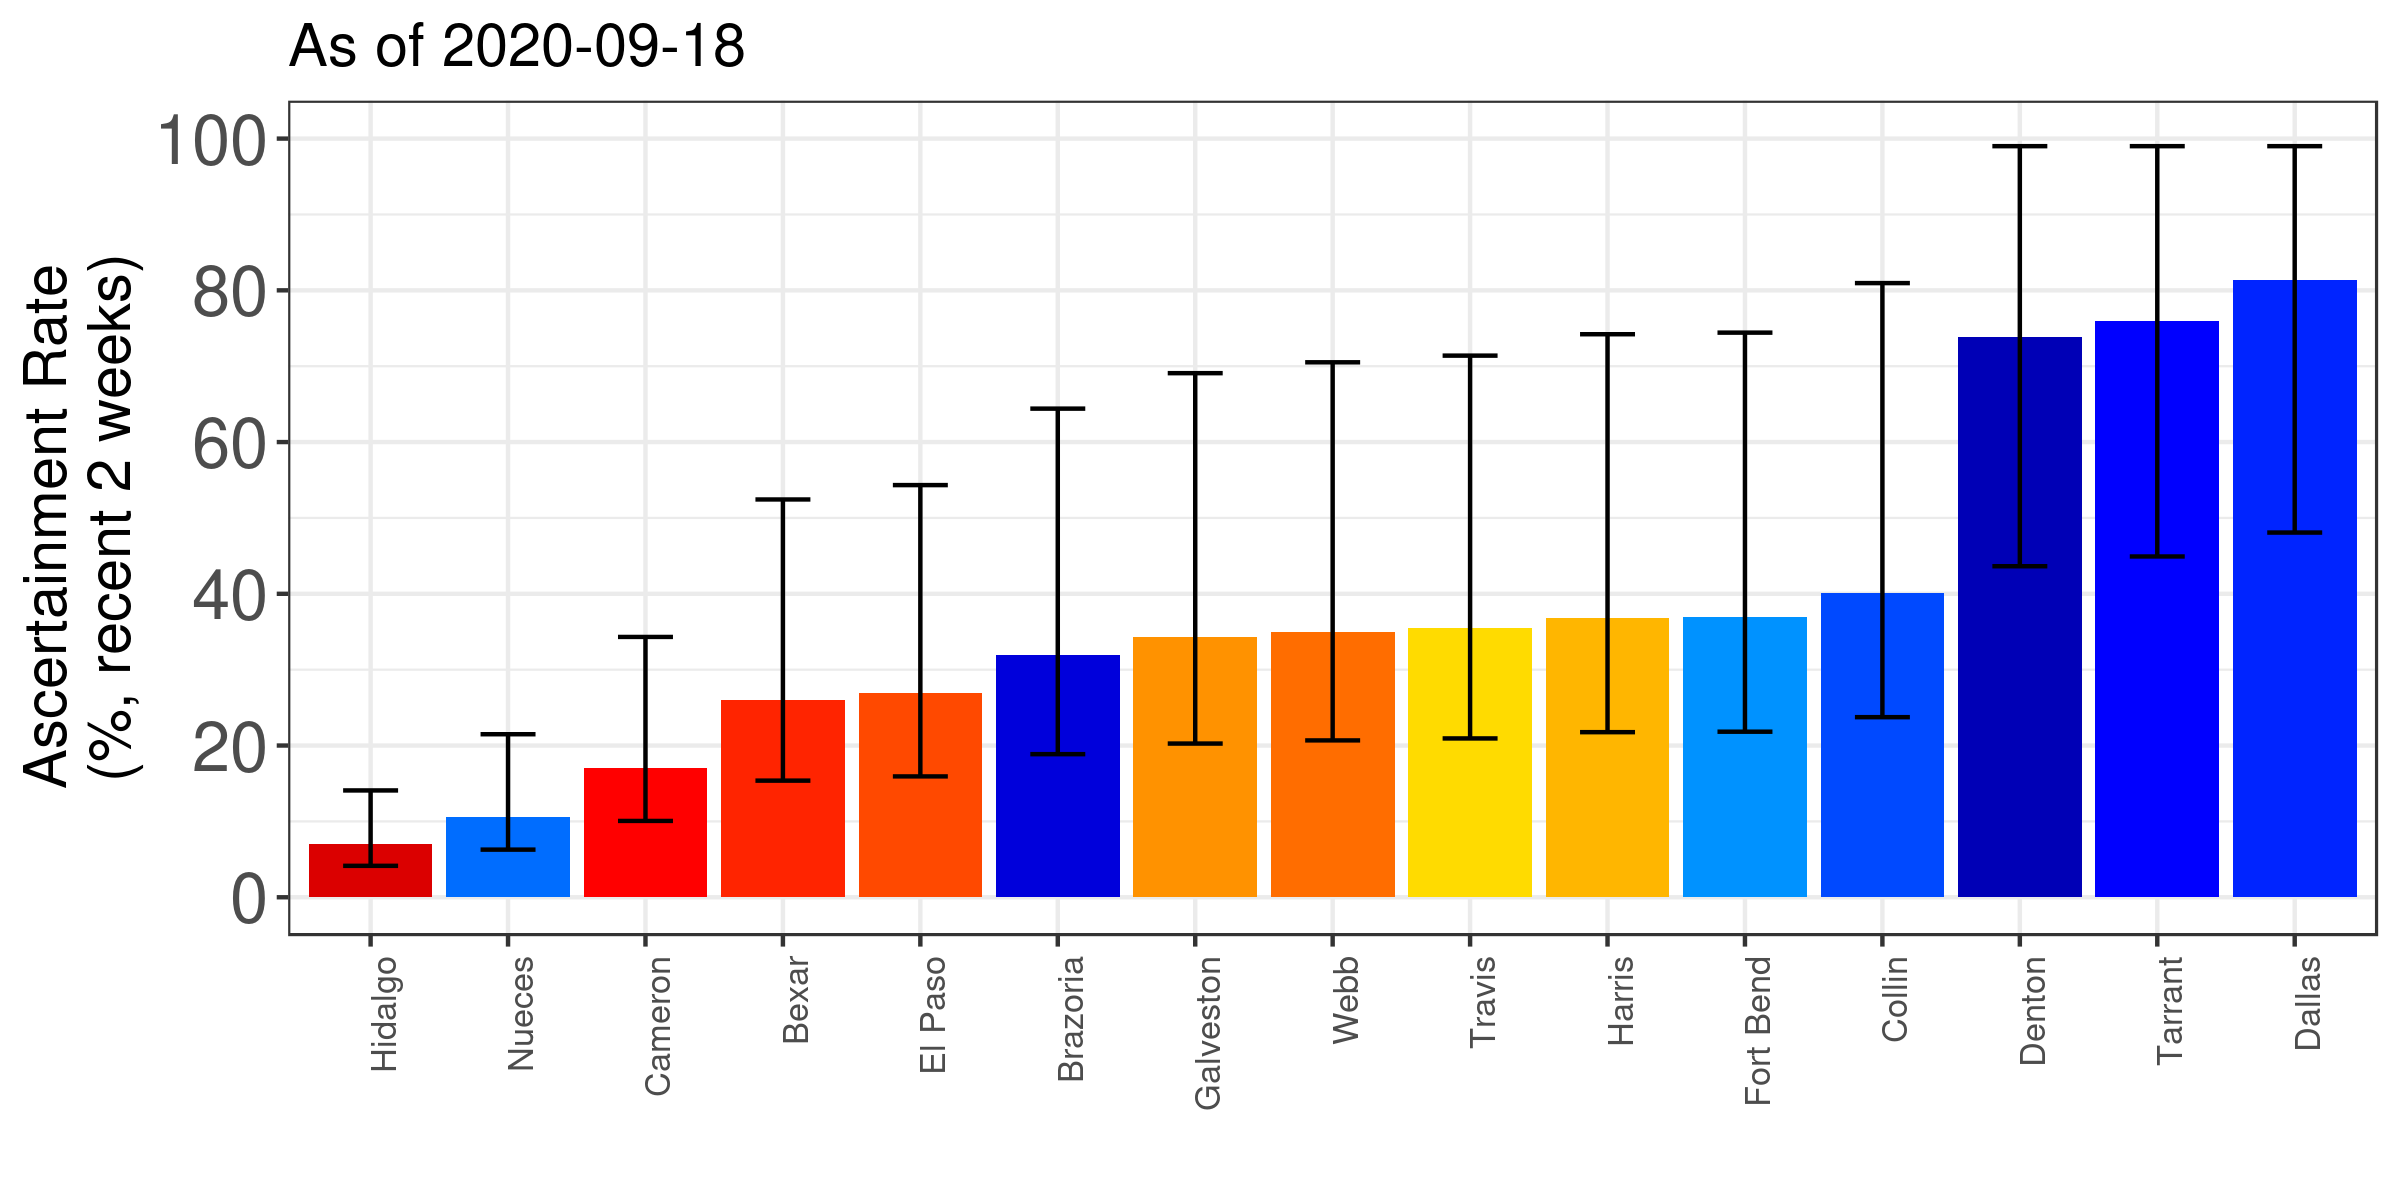 As of 2020-09-18
Ascertainment Rate
(%, recent 2 weeks)
100
80
60
40
20
0
Hidalgo
Nueces
Cameron
Bexar
El Paso
Brazoria
Galveston
Webb
Travis
Harris
Fort Bend
Collin
Denton
Tarrant
Dallas